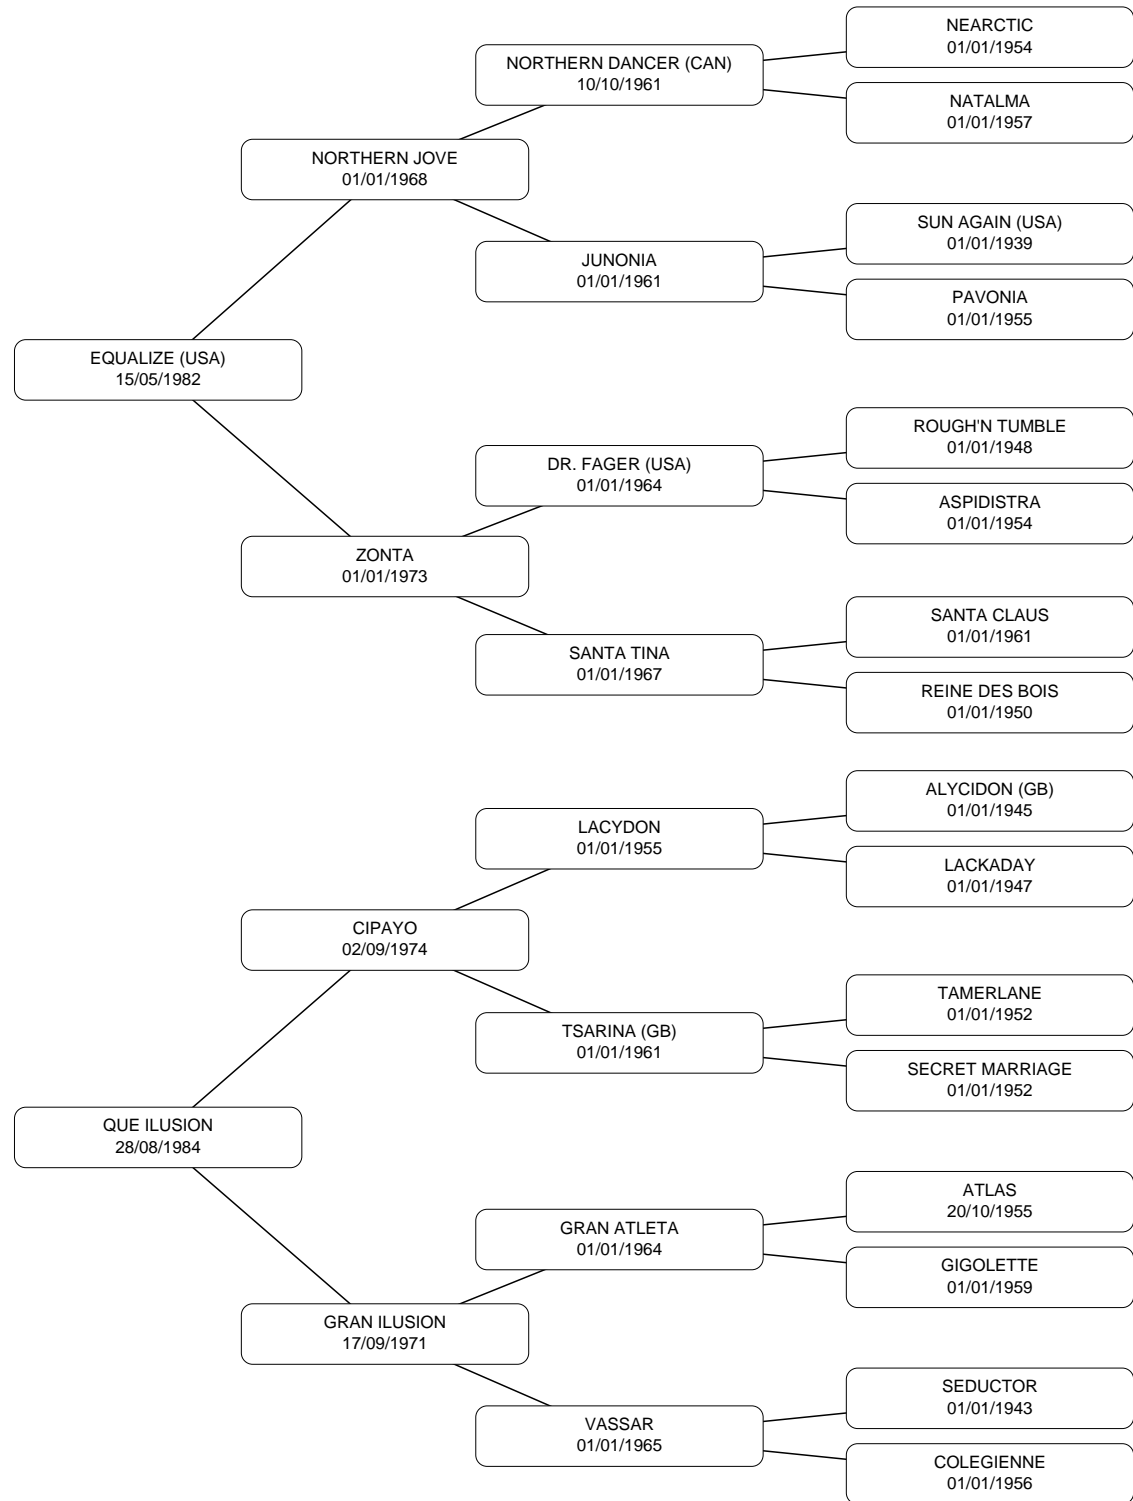 NEARCTIC
01/01/1954
NORTHERN DANCER (CAN)
10/10/1961
NATALMA
01/01/1957
NORTHERN JOVE
01/01/1968
SUN AGAIN (USA)
01/01/1939
JUNONIA
01/01/1961
PAVONIA
01/01/1955
EQUALIZE (USA)
15/05/1982
ROUGH'N TUMBLE
01/01/1948
DR. FAGER (USA)
01/01/1964
ASPIDISTRA
01/01/1954
ZONTA
01/01/1973
SANTA CLAUS
01/01/1961
SANTA TINA
01/01/1967
REINE DES BOIS
01/01/1950
ALYCIDON (GB)
01/01/1945
LACYDON
01/01/1955
LACKADAY
01/01/1947
CIPAYO
02/09/1974
TAMERLANE
01/01/1952
TSARINA (GB)
01/01/1961
SECRET MARRIAGE
01/01/1952
QUE ILUSION
28/08/1984
ATLAS
20/10/1955
GRAN ATLETA
01/01/1964
GIGOLETTE
01/01/1959
GRAN ILUSION
17/09/1971
SEDUCTOR
01/01/1943
VASSAR
01/01/1965
COLEGIENNE
01/01/1956